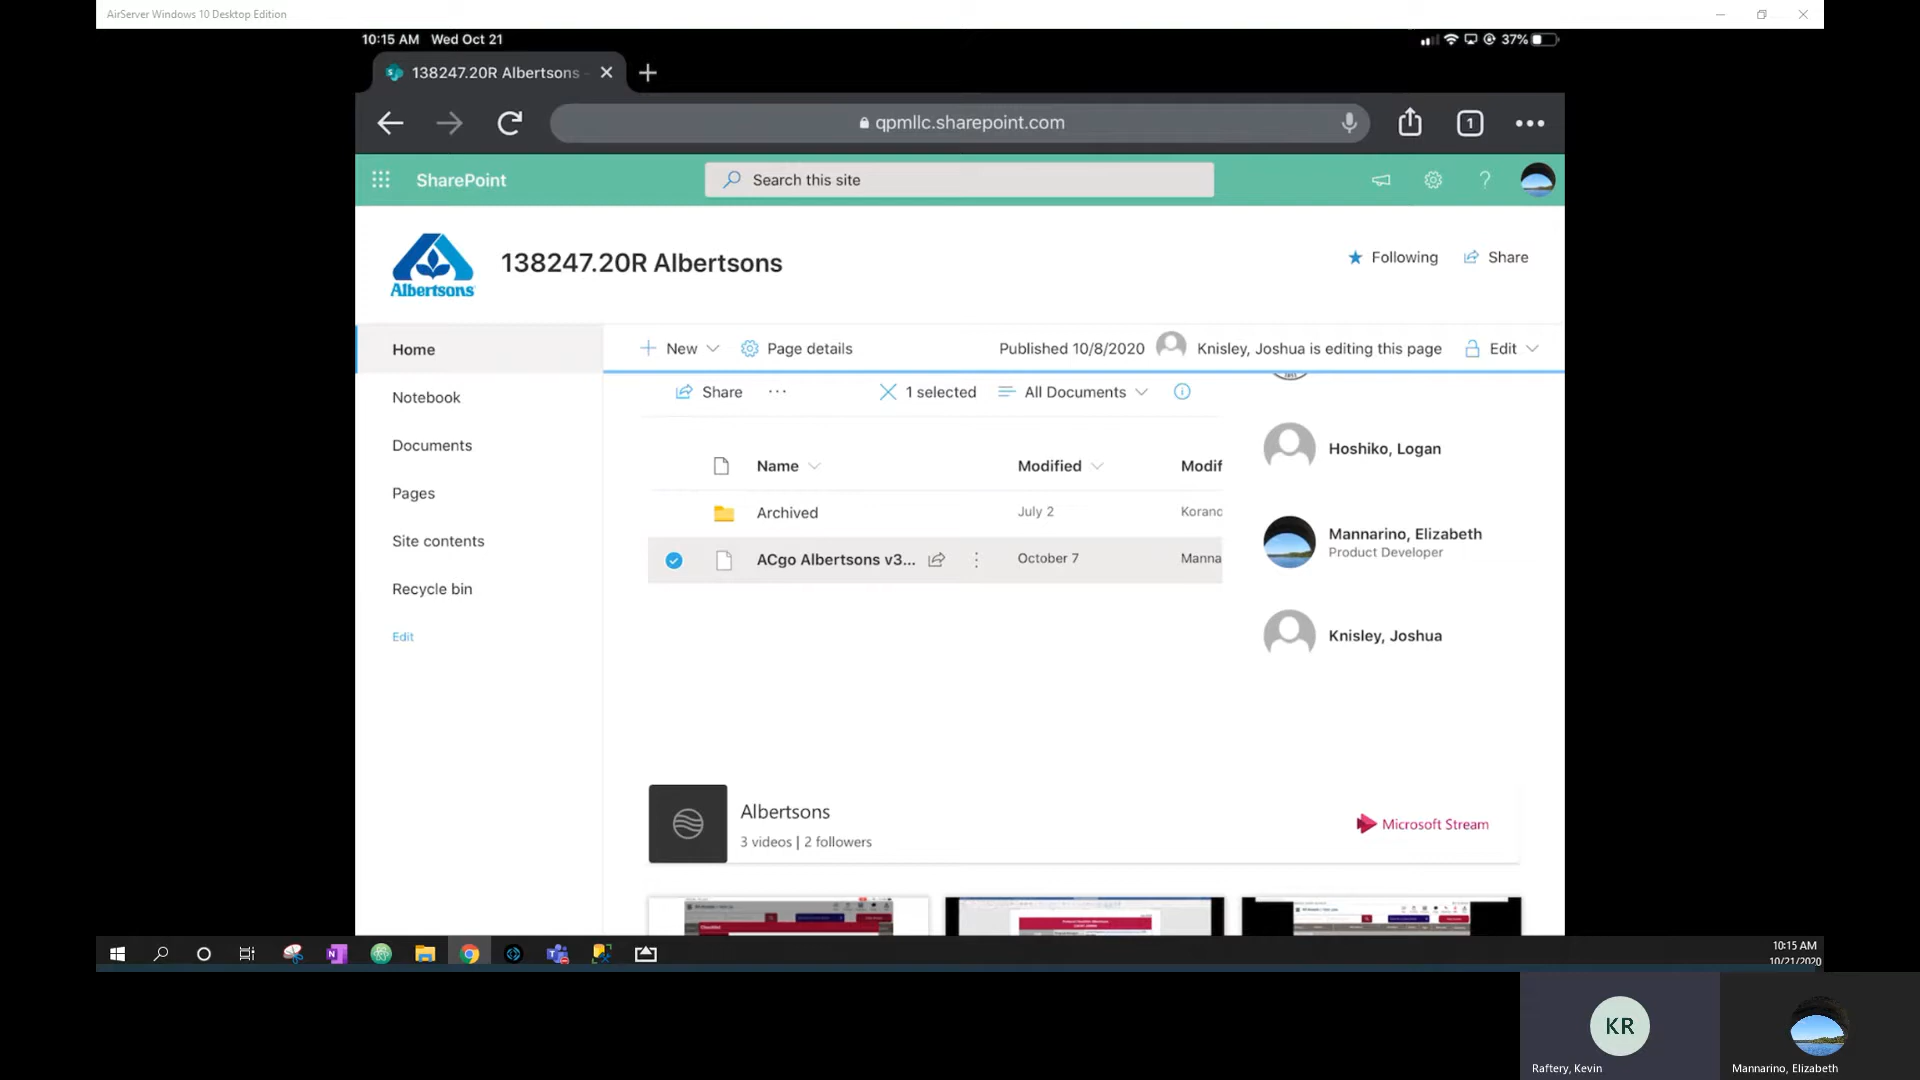 AirServer Windows 10 Desktop Edition
10:15 AM Wed Oct 21
37%
138247.20R Albertsons
qpmllc.sharepoint.com
1
SharePoint
Search this site
?
Albertsons
138247.20R Albertsons
Following
Share
Home
New
Page details
Published 10/8/2020
Knisley, Joshua is editing this page
Edit
Notebook
Documents
Pages
Site contents
Recycle bin
Edit
Share
...
1 selected
All Documents
Name
Modified
Modif
Archived
July 2
Koranc
ACgo Albertsons v3...
October 7
Manna
Hoshiko, Logan
Mannarino, Elizabeth
Product Developer
Knisley, Joshua
Albertsons
3 videos | 2 followers
Microsoft Stream
Checklist
10:15 AM
10/21/2020
KR
Raftery, Kevin
Mannarino, Elizabeth